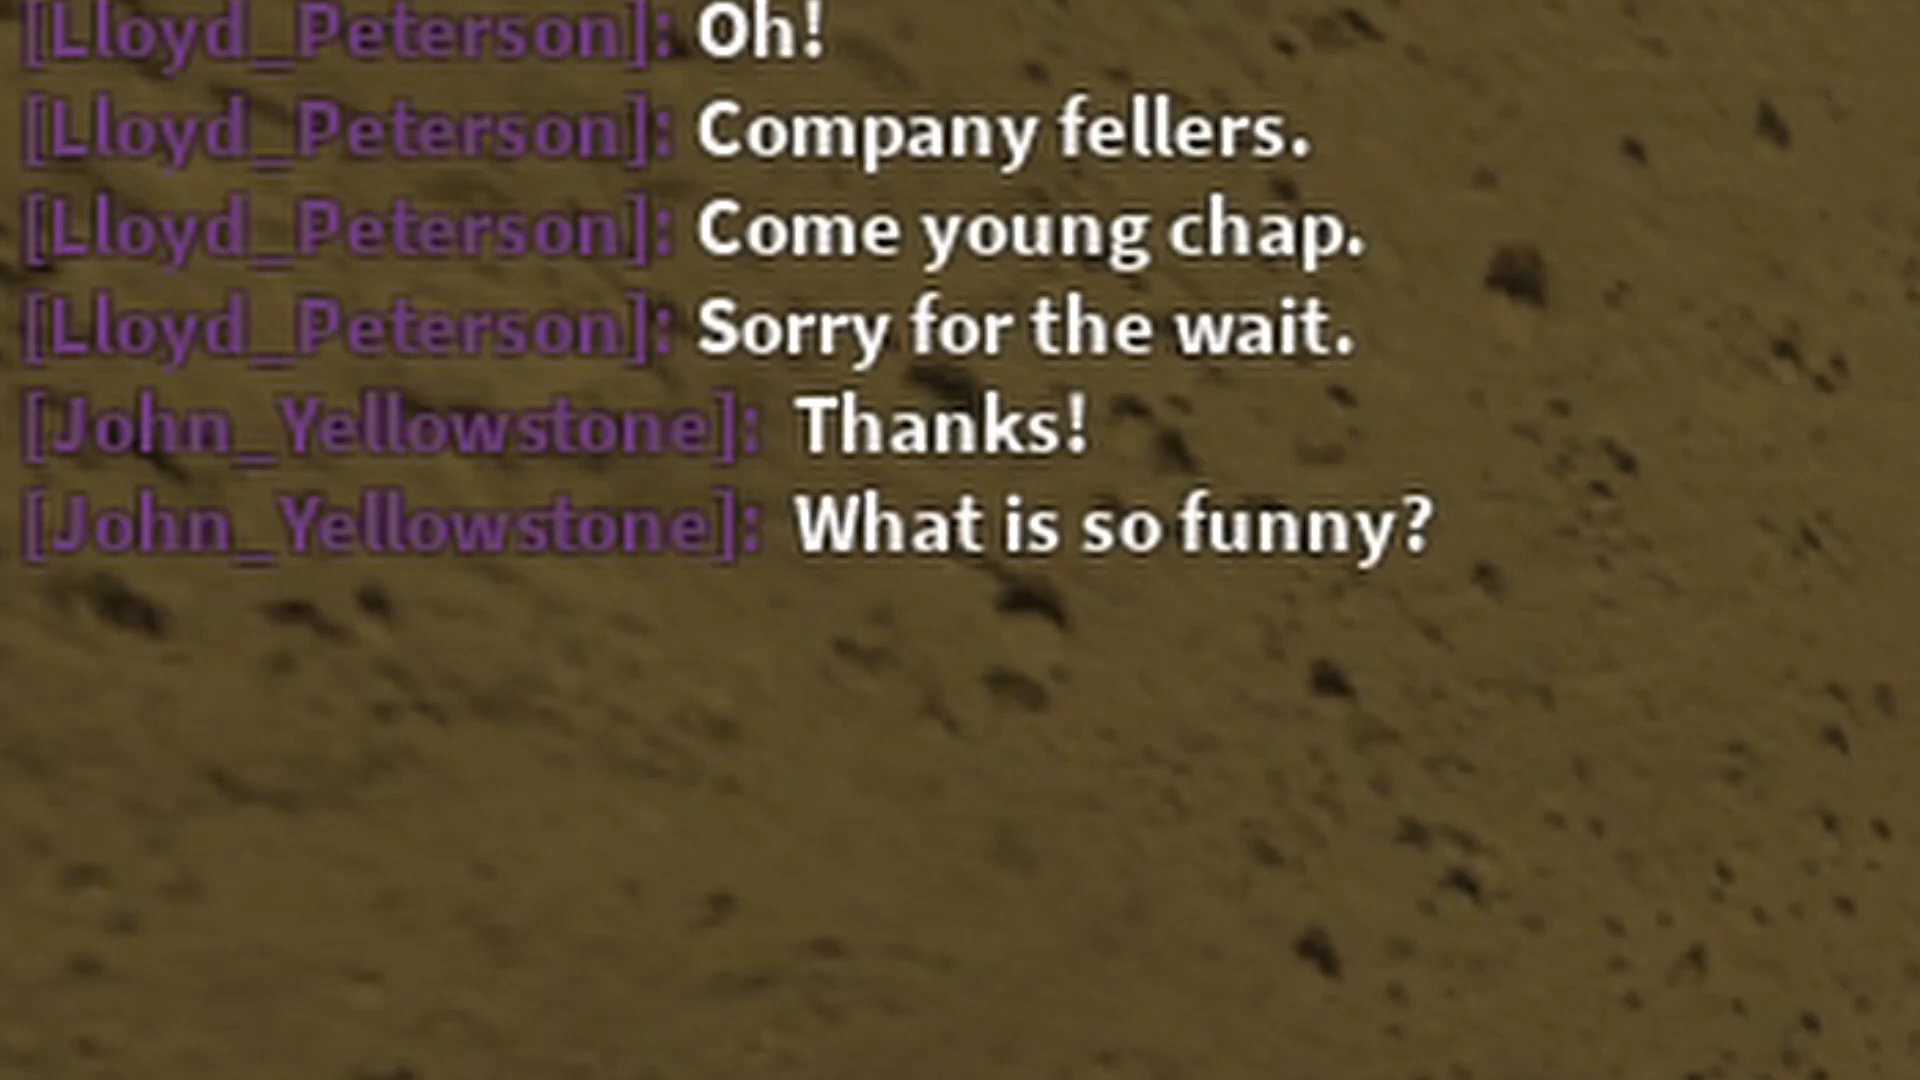 [Lloyd_Peterson]: Oh!
[Lloyd_Peterson]: Company fellers.
[Lloyd_Peterson]: Come young chap.
[Lloyd_Peterson]: Sorry for the wait.
[John_Yellowstone]: Thanks!
[John_Yellowstone]: What is so funny?